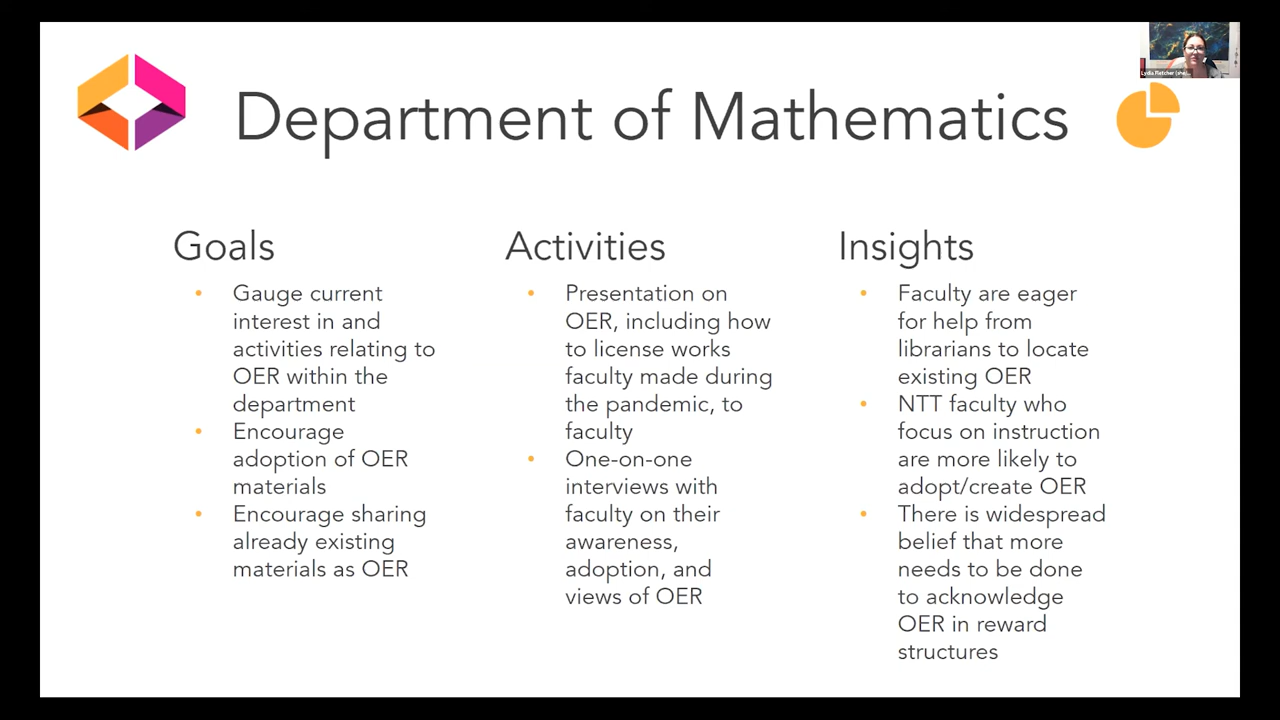 Department of Mathematics
Lydia Fletcher (she/...
Goals
Gauge current
interest in and
activities relating to
OER within the
department
Encourage
adoption of OER
materials
Encourage sharing
already existing
materials as OER
Activities
Presentation on
OER, including how
to license works
faculty made during
the pandemic, to
faculty
One-on-one
interviews with
faculty on their
awareness,
adoption, and
views of OER
Insights
Faculty are eager
for help from
librarians to locate
existing OER
NTT faculty who
focus on instruction
are more likely to
adopt/create OER
There is widespread
belief that more
needs to be done
to acknowledge
OER in reward
structures